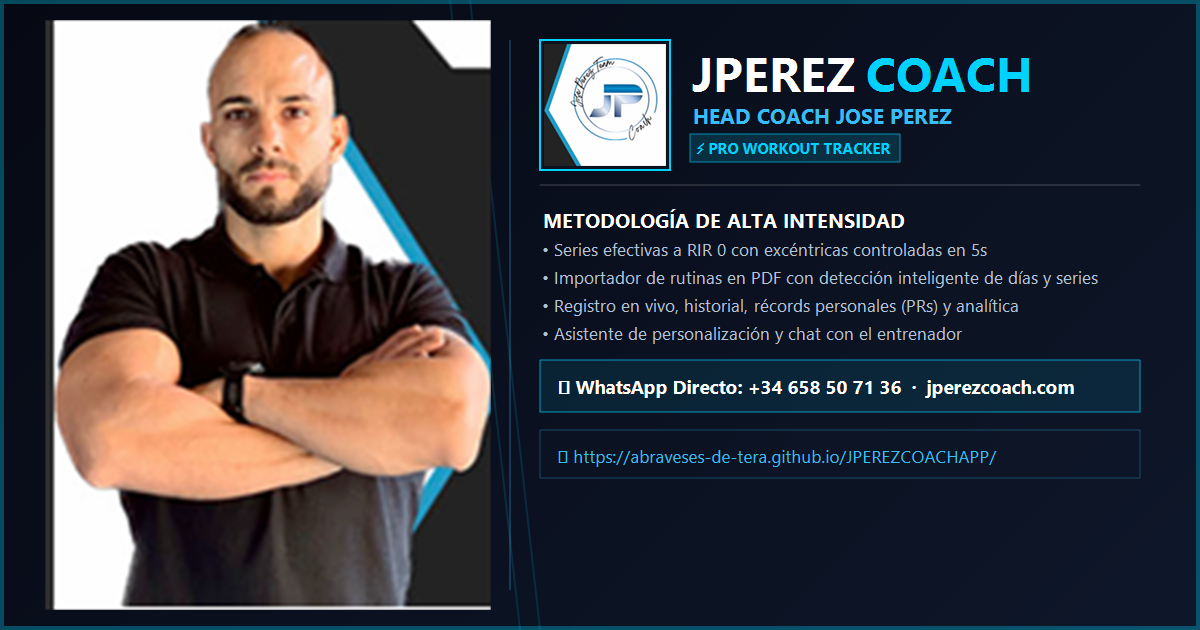 Jose Perez Team
JP
Coach
JPEREZ COACH
HEAD COACH JOSE PEREZ
⚡ PRO WORKOUT TRACKER
METODOLOGÍA DE ALTA INTENSIDAD
• Series efectivas a RIR 0 con excéntricas controladas en 5s
• Importador de rutinas en PDF con detección inteligente de días y series
• Registro en vivo, historial, récords personales (PRs) y analítica
• Asistente de personalización y chat con el entrenador
▯ WhatsApp Directo: +34 658 50 71 36 · jperezcoach.com
▯ https://abraveses-de-tera.github.io/JPEREZCOACHAPP/